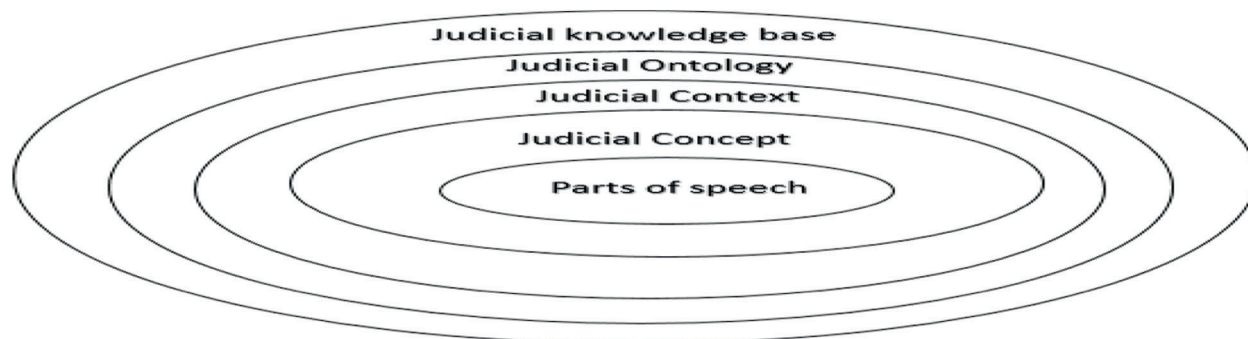 Judicial knowledge base
Judicial Ontology
Judicial Context
Judicial Concept
Parts of speech